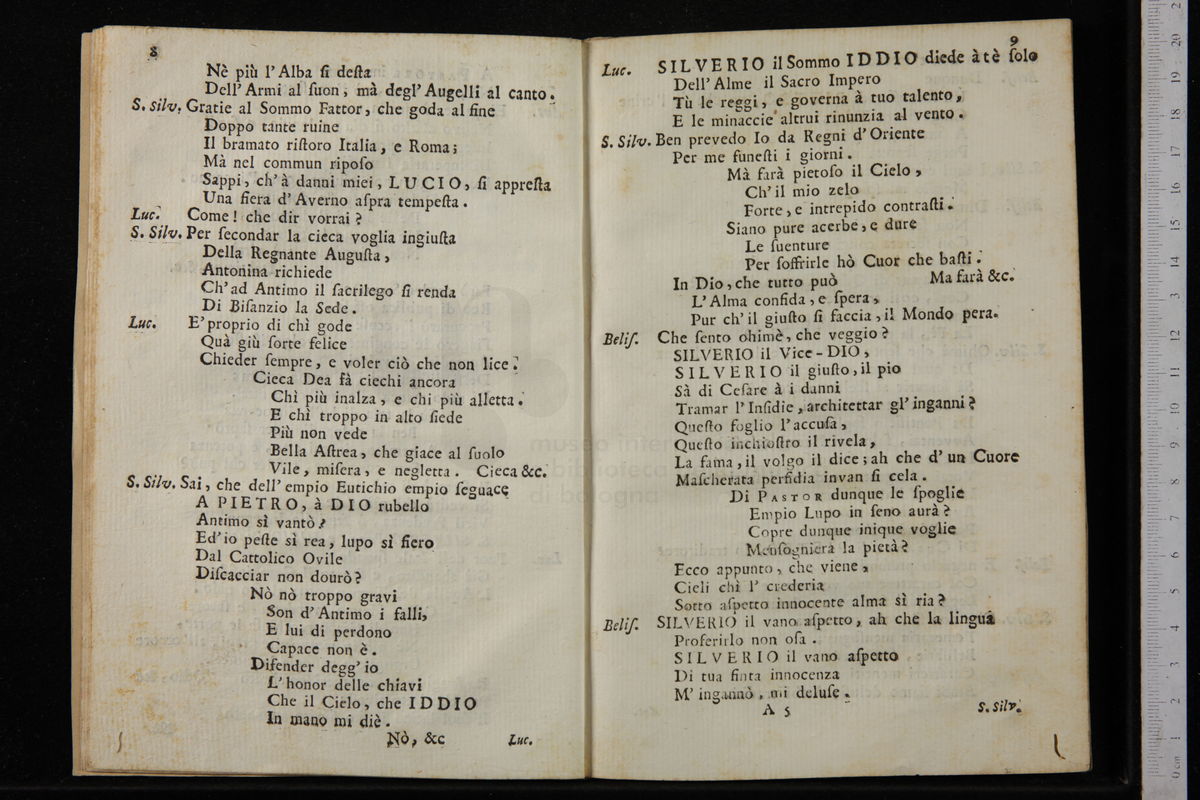 8
Nè più l'Alba ſi deſta
Dell'Armi al ſuon, mà degl'Augelli al canto.
S. Silv. Gratie al Sommo Fattor, che goda al fine
Doppo tante ruine
Il bramato riſtoro Italia, e Roma;
Mà nel commun ripoſo
Sappi, ch'à danni miei, LUCIO, ſi appreſta
Una fiera d'Averno aſpra tempeſta.
Luc. Come! che dir vorrai?
S. Silv. Per ſecondar la cieca voglia ingiuſta
Della Regnante Auguſta,
Antonina richiede
Ch'ad Antimo il ſacrilego ſi renda
Di Biſanzio la Sede.
Luc. E' proprio di chì gode
Quà giù ſorte felice
Chieder ſempre, e voler ciò che non lice.
Cieca Dea fà ciechi ancora
Chì più inalza, e chi più alletta.
E chì troppo in alto ſiede
Più non vede
Bella Aſtrea, che giace al ſuolo
Vile, miſera, e negletta. Cieca &c.
S. Silv. Sai, che dell'empio Eutichio empio ſeguace
A PIETRO, à DIO rubello
Antimo sì vantò?
Ed'io peſte sì rea, lupo sì fiero
Dal Cattolico Ovile
Diſcacciar non dourò?
Nò nò troppo gravi
Son d'Antimo i falli,
E lui di perdono
Capace non è.
Difender degg'io
L'honor delle chiavi
Che il Cielo, che IDDIO
In mano mi diè.
Nò, &c
Luc.
9
Luc. SILVERIO il Sommo IDDIO diede à tè ſolo
Dell'Alme il Sacro Impero
Tù le reggi, e governa à tuo talento,
E le minaccie altrui rinunzia al vento.
S. Silv. Ben prevedo Io da Regni d'Oriente
Per me funeſti i giorni.
Mà farà pietoſo il Cielo,
Ch'il mio zelo
Forte, e intrepido contraſti.
Siano pure acerbe, e dure
Le ſuenture
Per ſoffrirle hò Cuor che baſti.
In Dio, che tutto può Ma farà &c.
L'Alma confida, e ſpera,
Pur ch'il giuſto ſi faccia, il Mondo pera.
Beliſ. Che ſento ohimè, che veggio?
SILVERIO il Vice-DIO,
SILVERIO il giuſto, il pio
Sà di Ceſare à i danni
Tramar l'Inſidie, architettar gl'inganni?
Queſto foglio l'accuſa,
Queſto inchioſtro il rivela,
La fama, il volgo il dice; ah che d'un Cuore
Maſcherata perfidia invan ſi cela.
Di PASTOR dunque le ſpoglie
Empio Lupo in ſeno aurà?
Copre dunque inique voglie
Menſogniera la pietà?
Ecco appunto, che viene,
Cieli chì l'crederia
Sotto aſpetto innocente alma sì ria?
Beliſ. SILVERIO il vano aſpetto, ah che la lingua
Proferirlo non oſa.
SILVERIO il vano aſpetto
Di tua finta innocenza
M'ingannò, mi deluſe.
A 5
S. Silv.